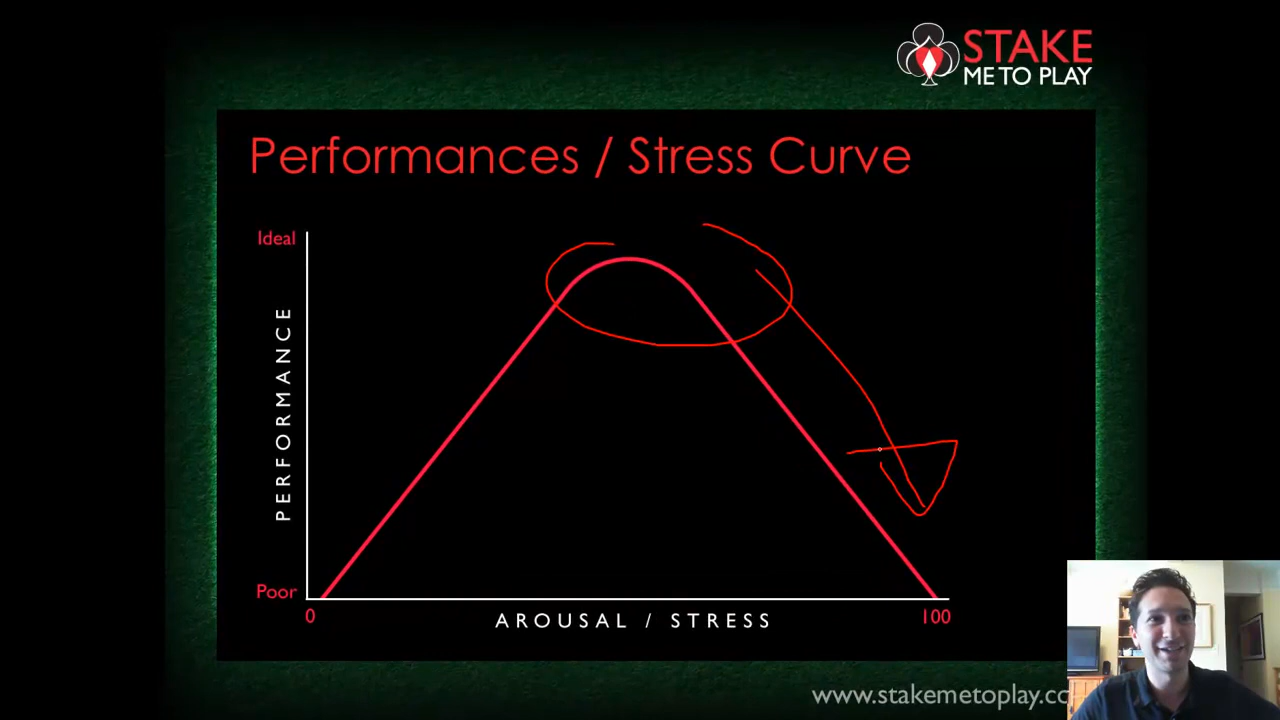 STAKE
ME TO PLAY
Performances / Stress Curve
Ideal
PERFORMANCE
Poor
0
AROUSAL / STRESS
100
www.stakemetoplay.co